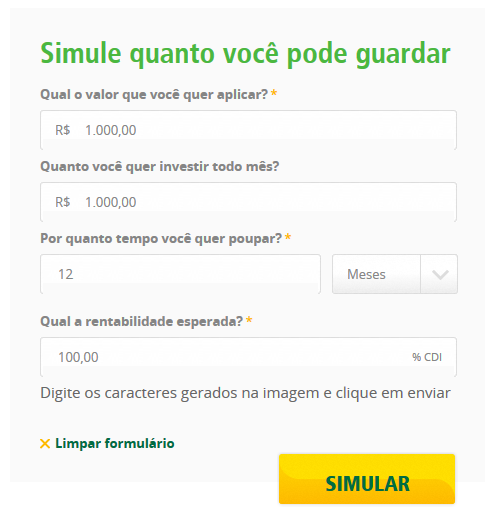 Simule quanto você pode guardar
Qual o valor que você quer aplicar? *
R$ 1.000,00
Quanto você quer investir todo mês?
R$ 1.000,00
Por quanto tempo você quer poupar? *
12 Meses
Qual a rentabilidade esperada? *
100,00 % CDI
Digite os caracteres gerados na imagem e clique em enviar
Limpar formulário
SIMULAR